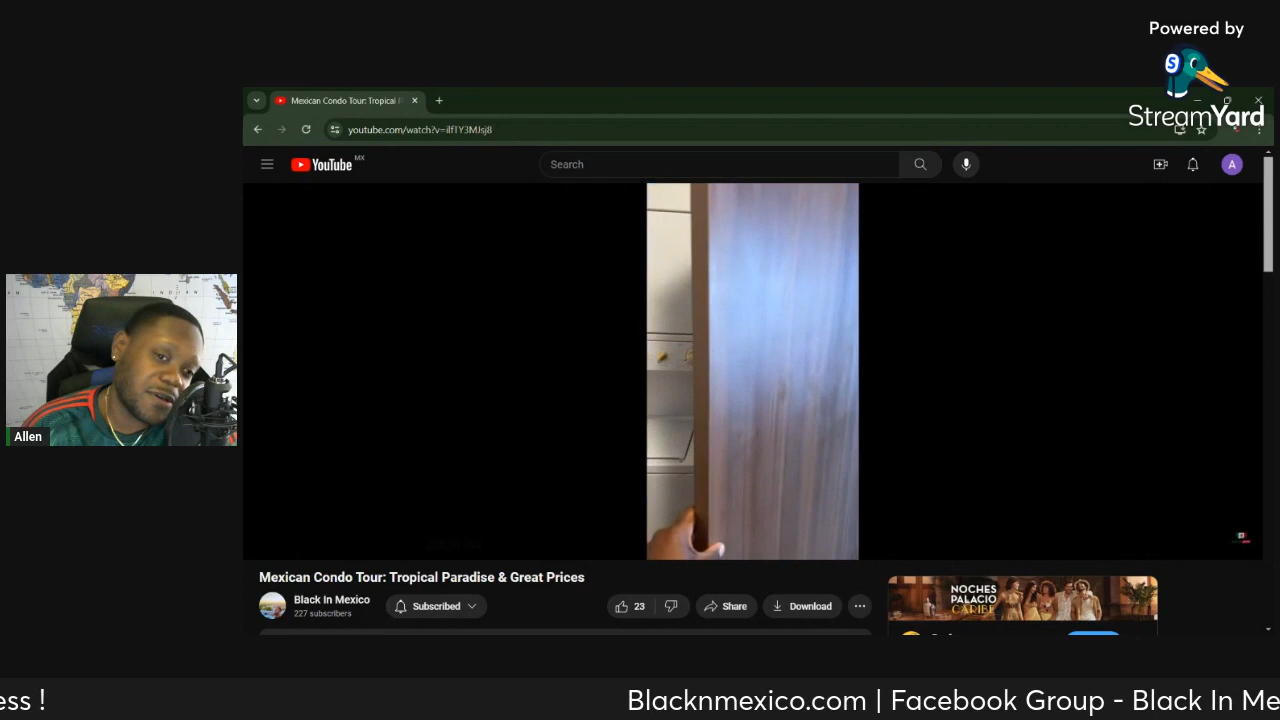 Powered by
StreamYard
Mexican Condo Tour: Tropical
youtube.com/watch?v=ilfTY3MJsj8
YouTube MX
Search
A
Allen
Mexican Condo Tour: Tropical Paradise & Great Prices
Black In Mexico
227 subscribers
Subscribed
23
Share
Download
NOCHES
PALACIO
CARIBE
ess !
Blacknmexico.com | Facebook Group - Black In Me